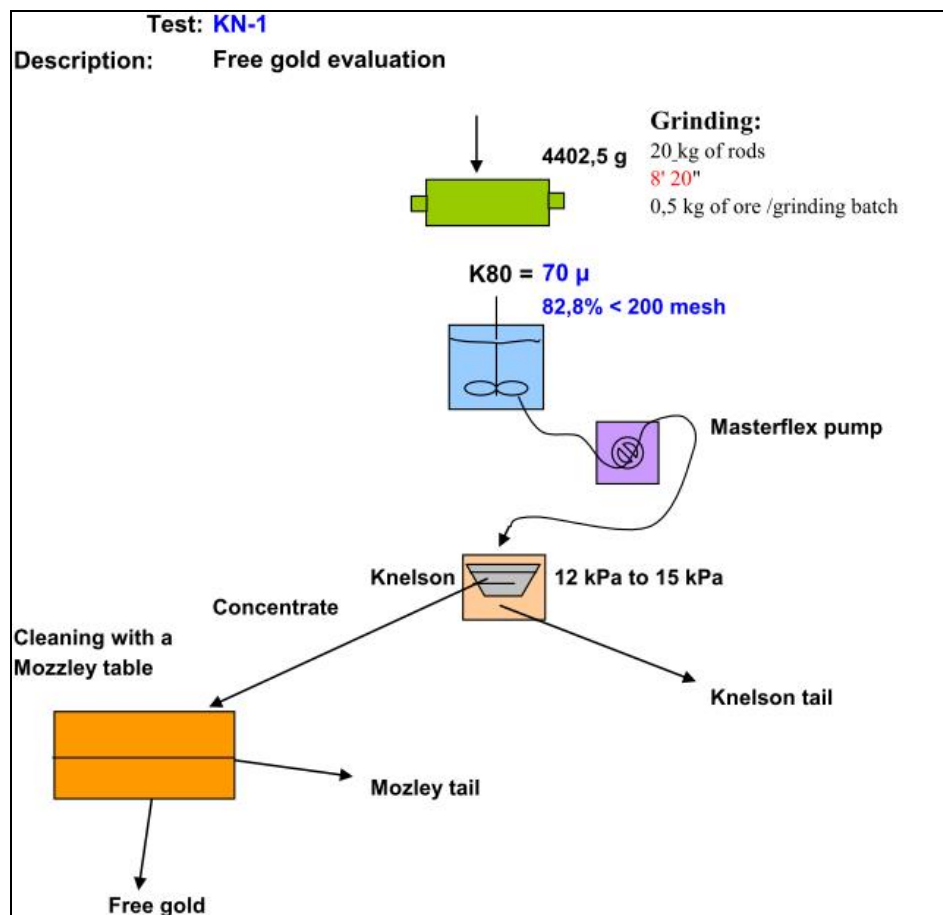 Test: KN-1
Description: Free gold evaluation
Grinding:
4402,5 g
20 kg of rods
8' 20"
0,5 kg of ore /grinding batch
K80 = 70 µ
82,8% < 200 mesh
Masterflex pump
Knelson
12 kPa to 15 kPa
Concentrate
Cleaning with a
Mozzley table
Knelson tail
Mozley tail
Free gold